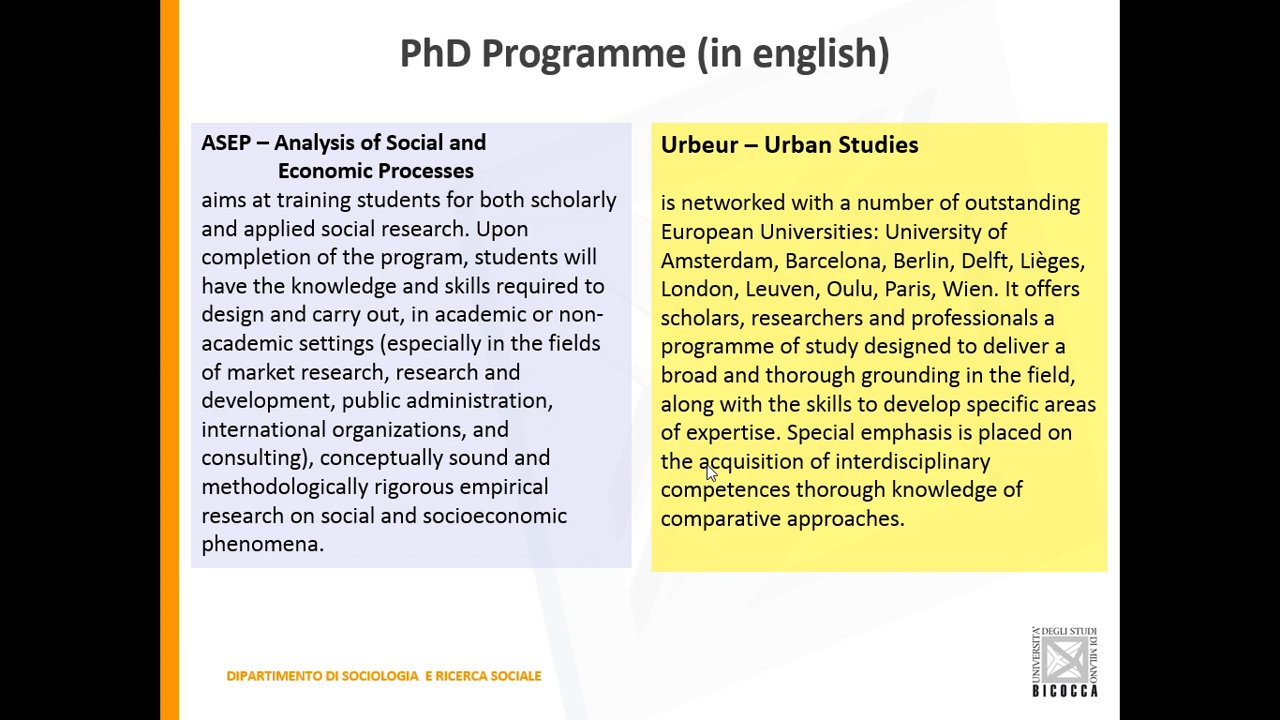 PhD Programme (in english)
ASEP – Analysis of Social and
Economic Processes
aims at training students for both scholarly
and applied social research. Upon
completion of the program, students will
have the knowledge and skills required to
design and carry out, in academic or non-
academic settings (especially in the fields
of market research, research and
development, public administration,
international organizations, and
consulting), conceptually sound and
methodologically rigorous empirical
research on social and socioeconomic
phenomena.
Urbeur – Urban Studies
is networked with a number of outstanding
European Universities: University of
Amsterdam, Barcelona, Berlin, Delft, Lièges,
London, Leuven, Oulu, Paris, Wien. It offers
scholars, researchers and professionals a
programme of study designed to deliver a
broad and thorough grounding in the field,
along with the skills to develop specific areas
of expertise. Special emphasis is placed on
the acquisition of interdisciplinary
competences thorough knowledge of
comparative approaches.
DIPARTIMENTO DI SOCIOLOGIA E RICERCA SOCIALE
UNIVERSITA'
DEGLI STUDI
DI MILANO
BICOCCA